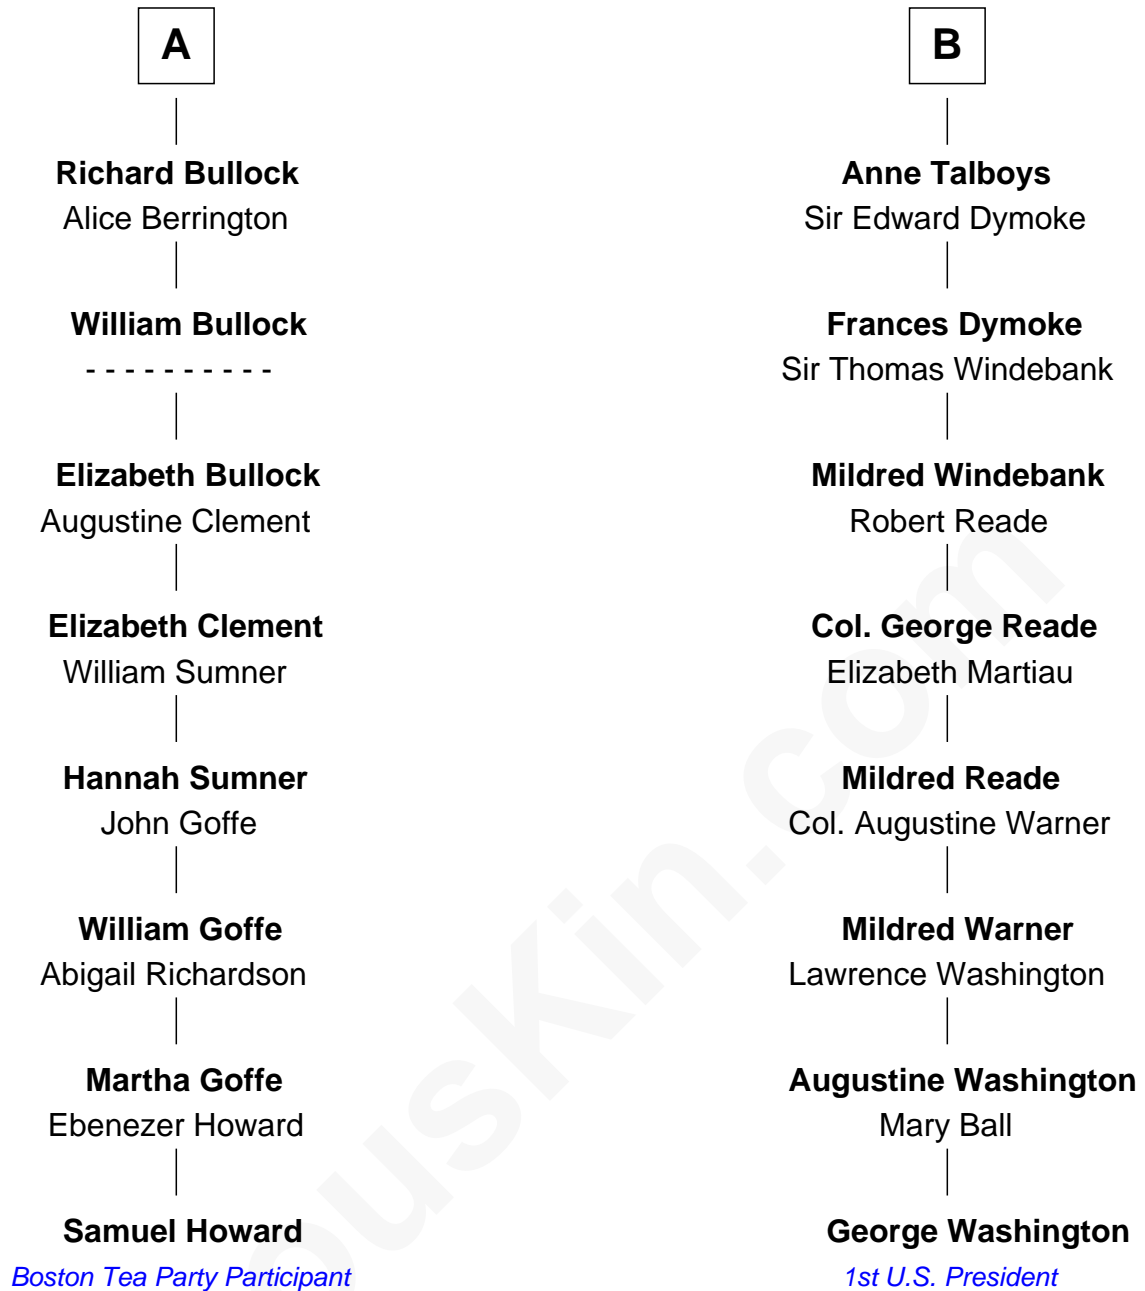 A
Richard Bullock
Alice Berrington
William Bullock
- - - - - - - - - -
Elizabeth Bullock
Augustine Clement
Elizabeth Clement
William Sumner
Hannah Sumner
John Goffe
William Goffe
Abigail Richardson
Martha Goffe
Ebenezer Howard
Samuel Howard
Boston Tea Party Participant
B
Anne Talboys
Sir Edward Dymoke
Frances Dymoke
Sir Thomas Windebank
Mildred Windebank
Robert Reade
Col. George Reade
Elizabeth Martiau
Mildred Reade
Col. Augustine Warner
Mildred Warner
Lawrence Washington
Augustine Washington
Mary Ball
George Washington
1st U.S. President
ousKin.com